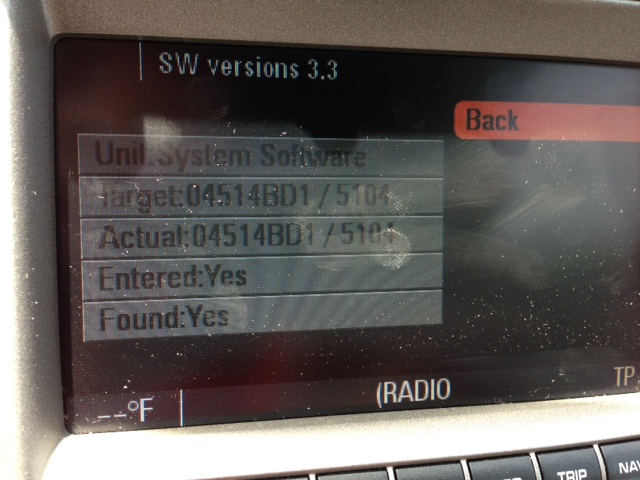 SW versions 3.3
Back
Unit:System Software
Target:04514BD1 / 5104
Actual:04514BD1 / 5104
Entered:Yes
Found:Yes
--°F
(RADIO
TP
TRIP
NAV